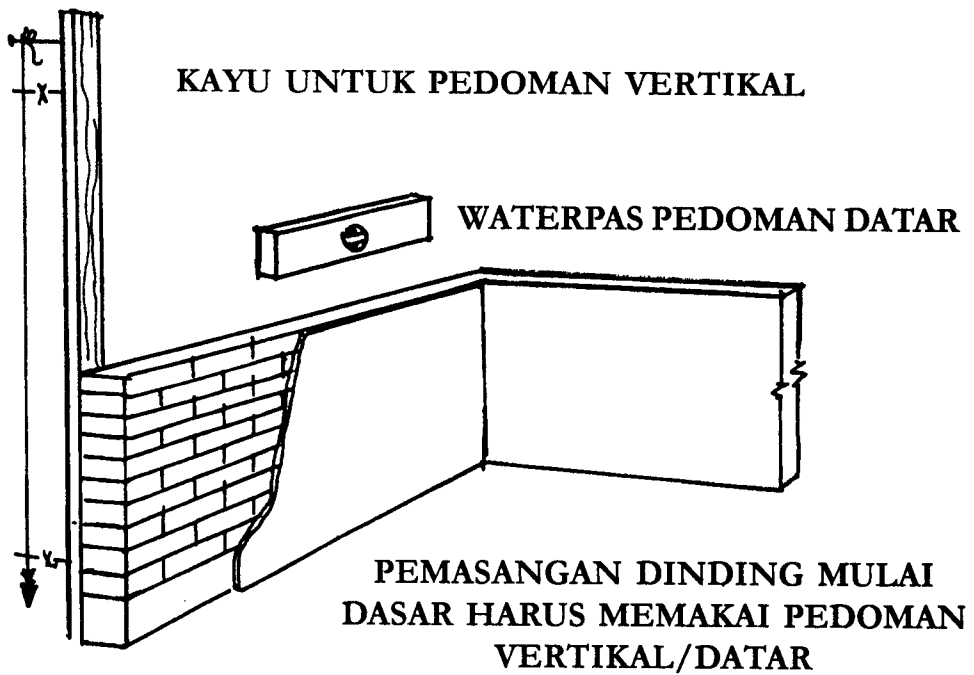 KAYU UNTUK PEDOMAN VERTIKAL
X
WATERPAS PEDOMAN DATAR
X
PEMASANGAN DINDING MULAI
DASAR HARUS MEMAKAI PEDOMAN
VERTIKAL/DATAR